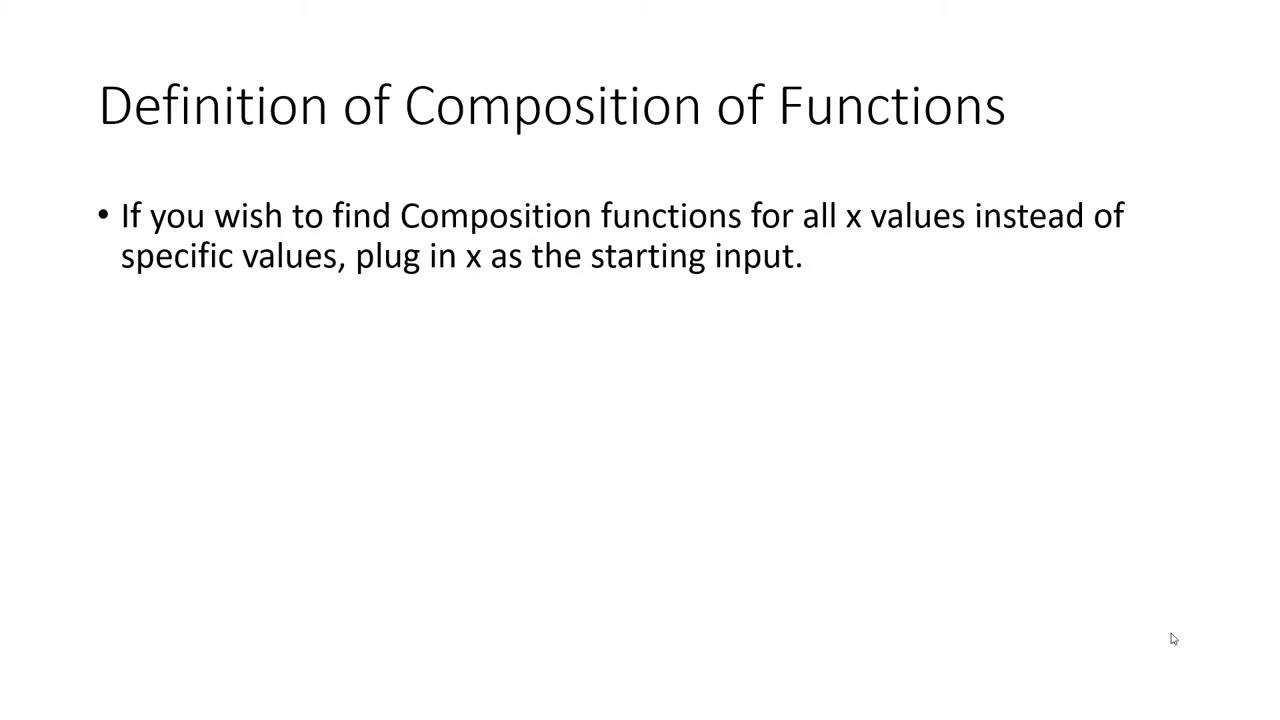 Definition of Composition of Functions
• If you wish to find Composition functions for all x values instead of
specific values, plug in x as the starting input.